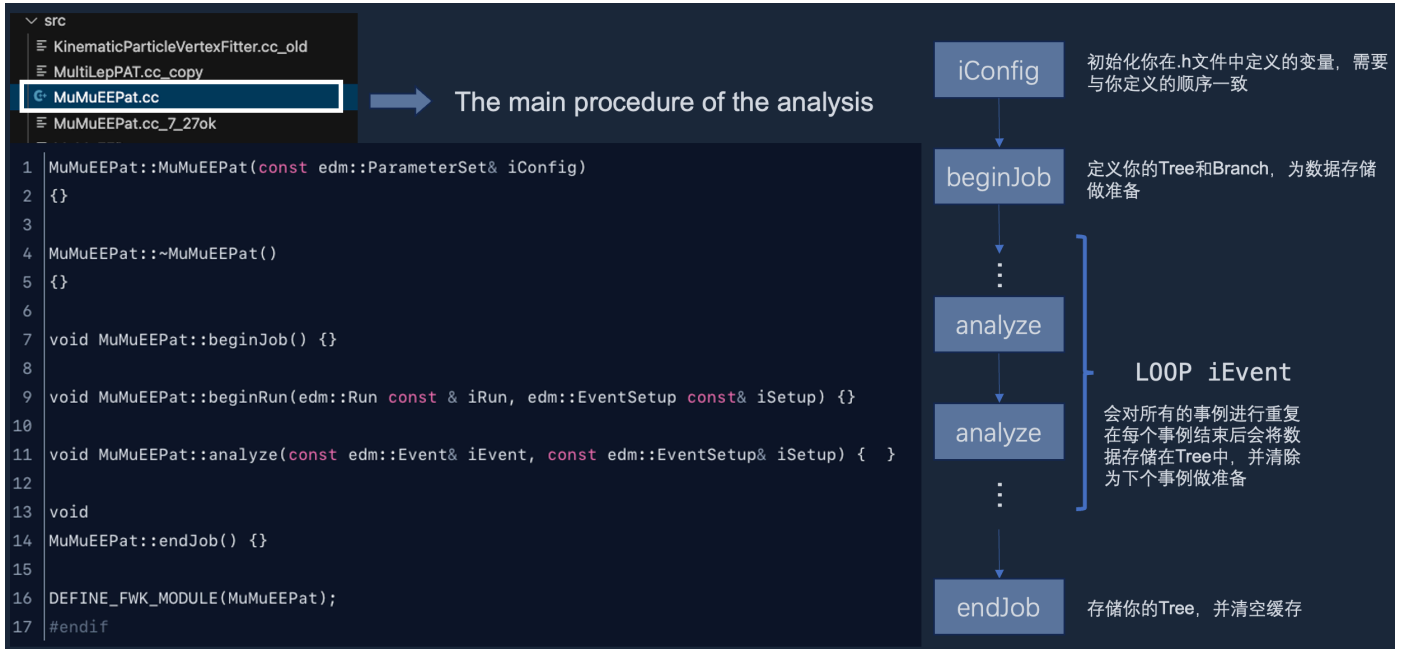 src
KinematicParticleVertexFitter.cc_old
MultiLepPAT.cc_copy
MuMuEEPat.cc
MuMuEEPat.cc_7_27ok
The main procedure of the analysis
1 MuMuEEPat::MuMuEEPat(const edm::ParameterSet& iConfig)
2 {}
3
4 MuMuEEPat::~MuMuEEPat()
5 {}
6
7 void MuMuEEPat::beginJob() {}
8
9 void MuMuEEPat::beginRun(edm::Run const & iRun, edm::EventSetup const& iSetup) {}
10
11 void MuMuEEPat::analyze(const edm::Event& iEvent, const edm::EventSetup& iSetup) {  }
12
13 void
14 MuMuEEPat::endJob() {}
15
16 DEFINE_FWK_MODULE(MuMuEEPat);
17 #endif
iConfig
初始化你在.h文件中定义的变量，需要
与你定义的顺序一致
beginJob
定义你的Tree和Branch，为数据存储
做准备
analyze
analyze
LOOP iEvent
会对所有的事例进行重复
在每个事例结束后会将数
据存储在Tree中，并清除
为下个事例做准备
endJob
存储你的Tree，并清空缓存